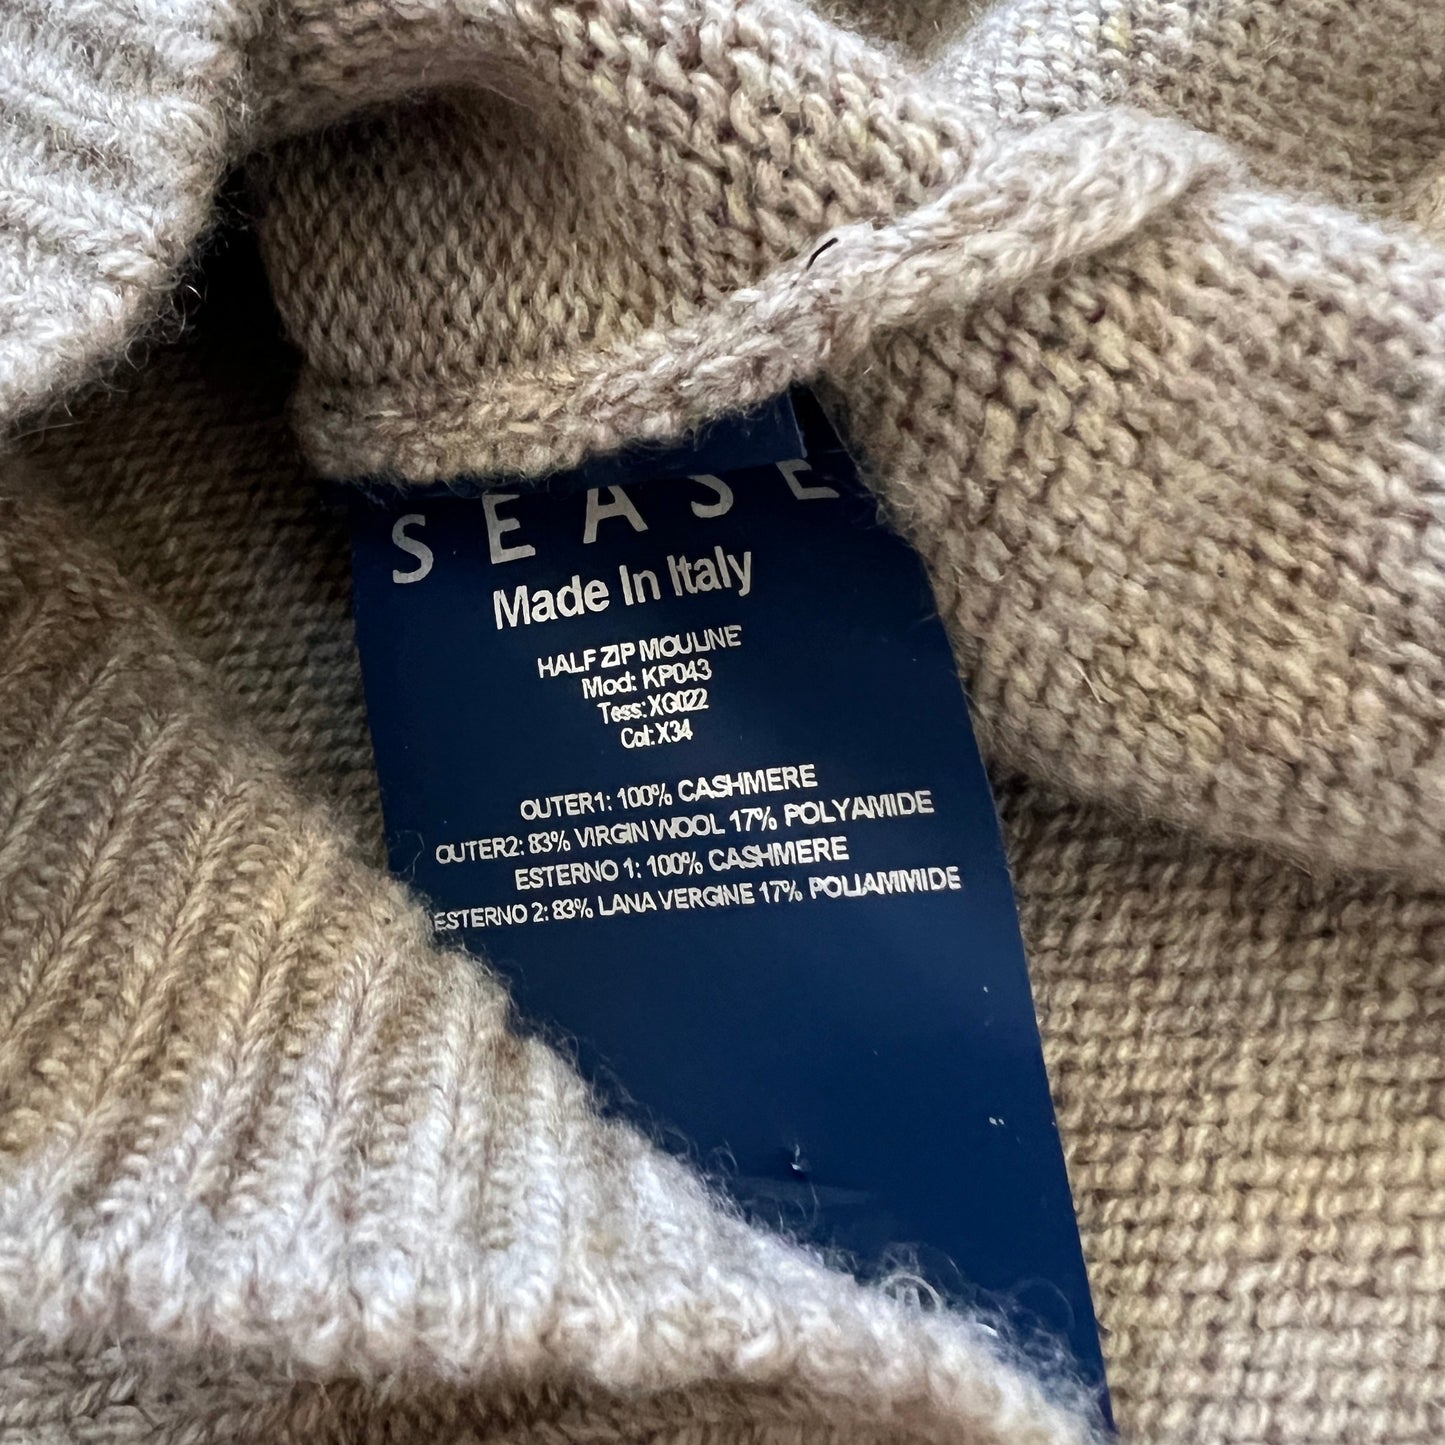 SEASE
Made In Italy
HALF ZIP MOULINE
Mod: KP043
Tess: XG022
Col: X34
OUTER1: 100% CASHMERE
OUTER2: 83% VIRGIN WOOL 17% POLYAMIDE
ESTERNO 1: 100% CASHMERE
ESTERNO 2: 83% LANA VERGINE 17% POLIAMMIDE